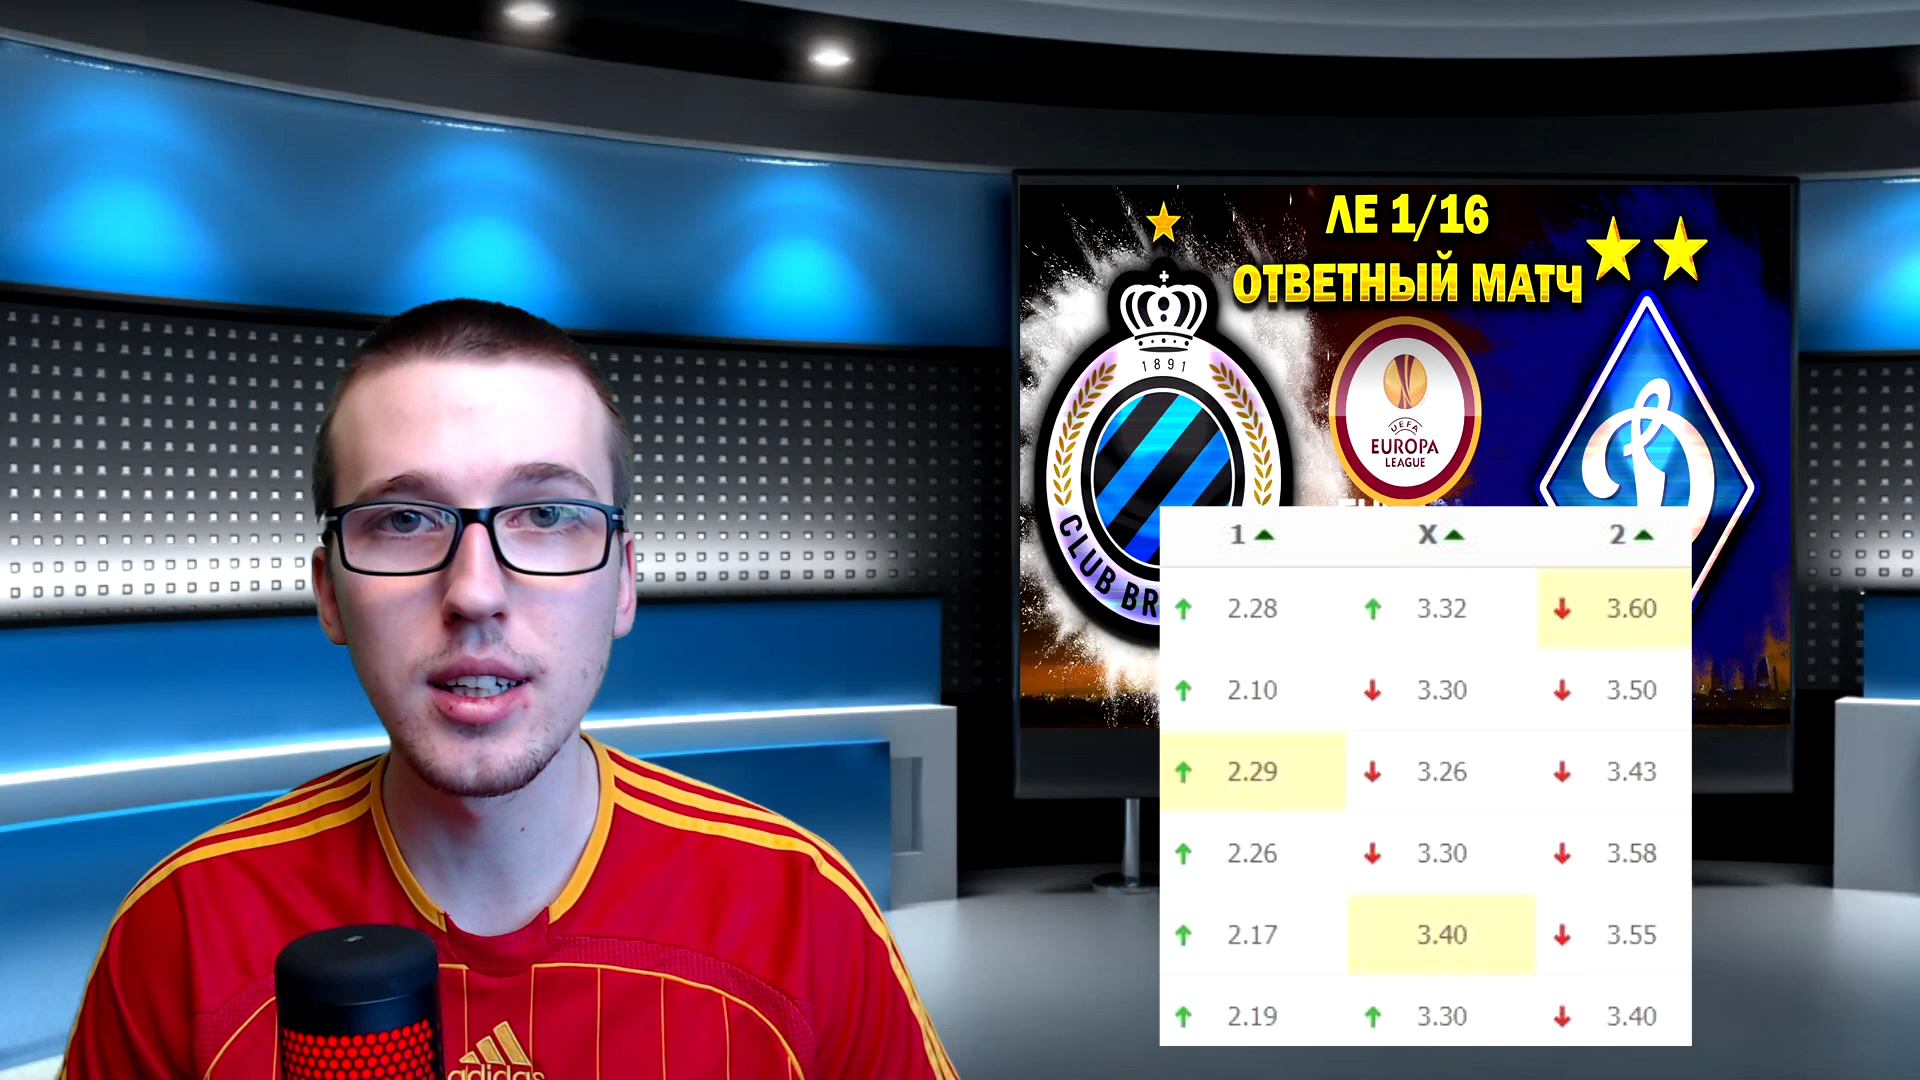 ЛЕ 1/16
ОТВЕТНЫЙ МАТЧ
1891
UEFA
EUROPA
LEAGUE
CLUB BR
1 X 2
2.28 3.32 3.60
2.10 3.30 3.50
2.29 3.26 3.43
2.26 3.30 3.58
2.17 3.40 3.55
2.19 3.30 3.40
adidas